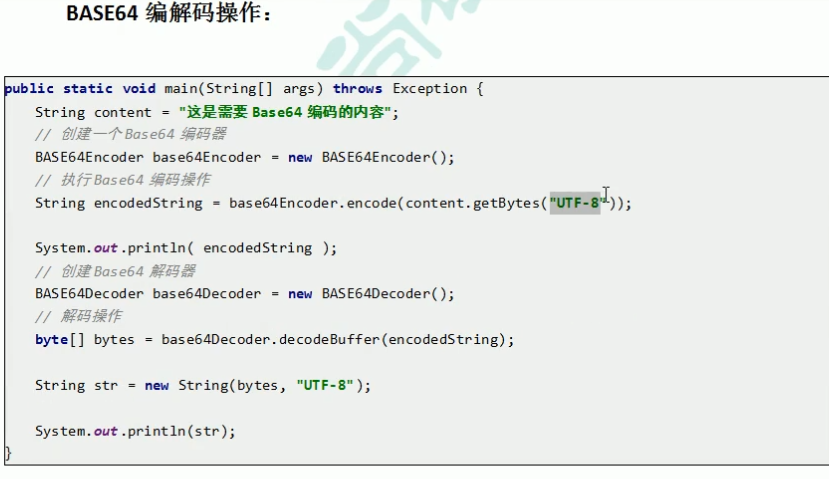 BASE64 编解码操作：
public static void main(String[] args) throws Exception {
String content = "这是需要 Base64 编码的内容";
// 创建一个Base64 编码器
BASE64Encoder base64Encoder = new BASE64Encoder();
// 执行Base64 编码操作
String encodedString = base64Encoder.encode(content.getBytes("UTF-8"));
System.out.println( encodedString );
// 创建Base64 解码器
BASE64Decoder base64Decoder = new BASE64Decoder();
// 解码操作
byte[] bytes = base64Decoder.decodeBuffer(encodedString);
String str = new String(bytes, "UTF-8");
System.out.println(str);
}